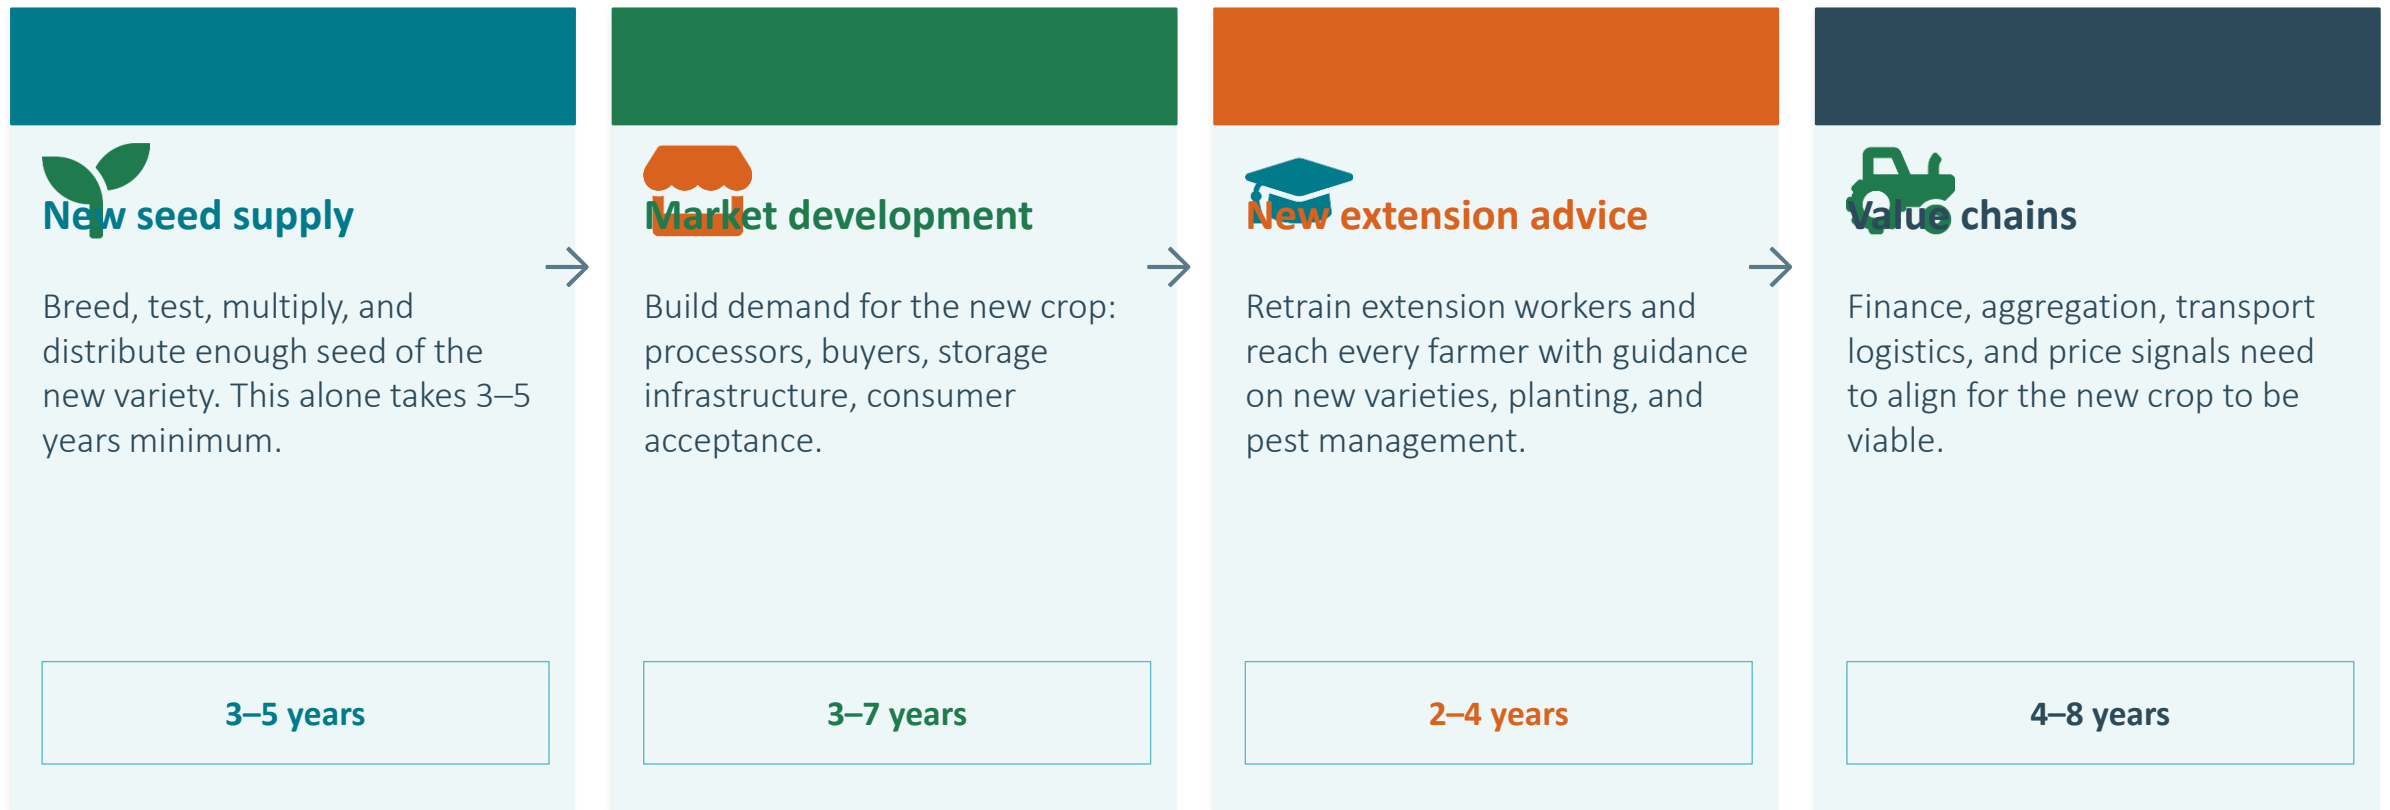 New seed supply
Breed, test, multiply, and
distribute enough seed of the
new variety. This alone takes 3–5
years minimum.
3–5 years
Market development
Build demand for the new crop:
processors, buyers, storage
infrastructure, consumer
acceptance.
3–7 years
New extension advice
Retrain extension workers and
reach every farmer with guidance
on new varieties, planting, and
pest management.
2–4 years
Value chains
Finance, aggregation, transport
logistics, and price signals need
to align for the new crop to be
viable.
4–8 years